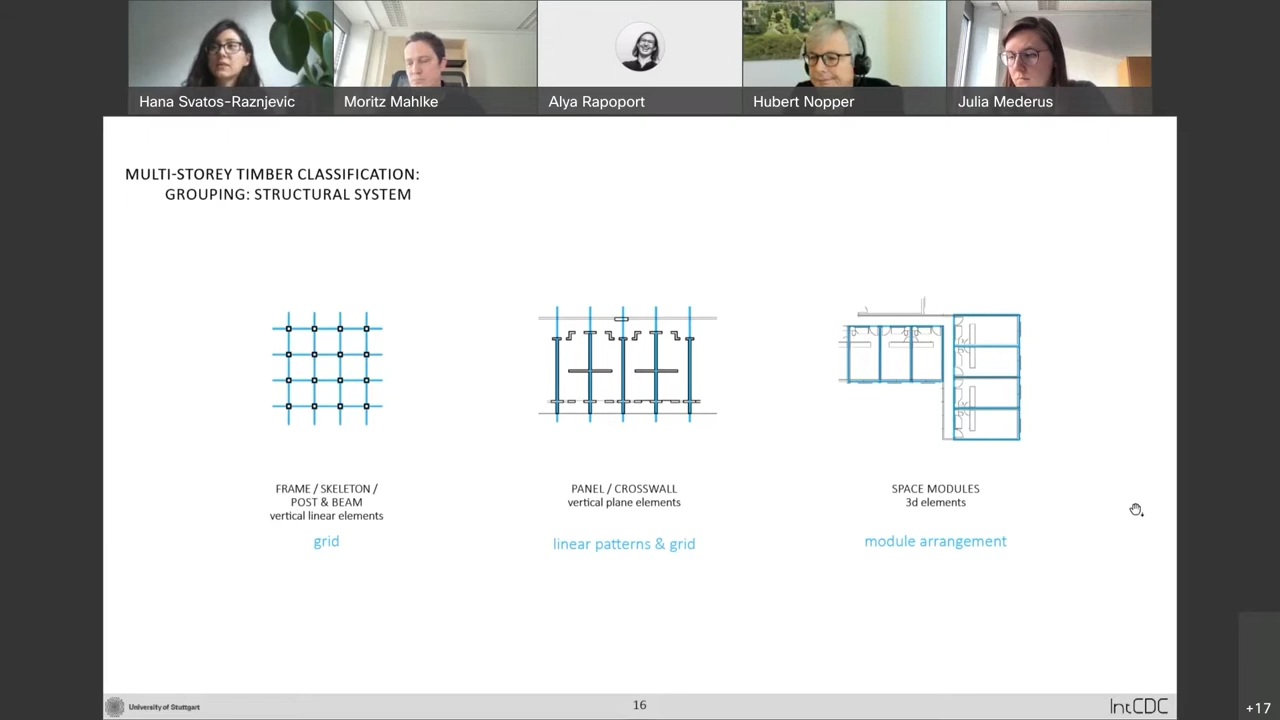 Hana Svatos-Raznjevic
Moritz Mahlke
Alya Rapoport
Hubert Nopper
Julia Mederus
MULTI-STOREY TIMBER CLASSIFICATION:
GROUPING: STRUCTURAL SYSTEM
FRAME / SKELETON /
POST & BEAM
vertical linear elements
grid
PANEL / CROSSWALL
vertical plane elements
linear patterns & grid
SPACE MODULES
3d elements
module arrangement
University of Stuttgart
16
IntCDC
+17